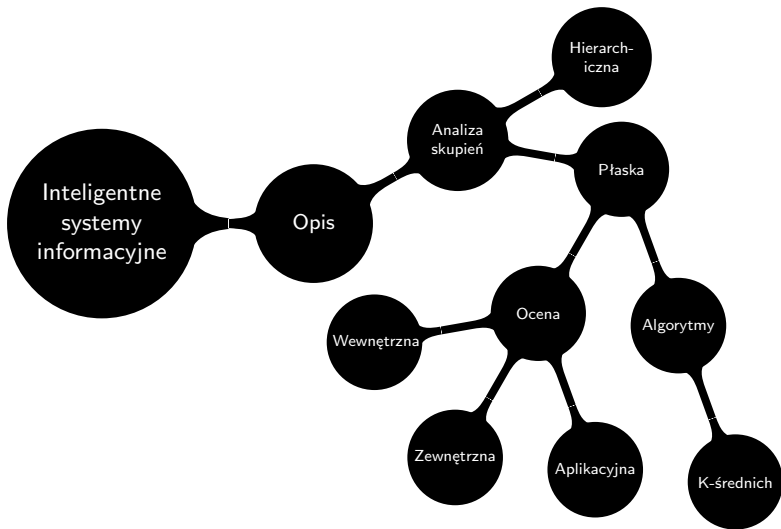 Hierarch-
iczna
Analiza
skupień
Płaska
Inteligentne
systemy
informacyjne
Opis
Ocena
Wewnętrzna
Algorytmy
Zewnętrzna
Aplikacyjna
K-średnich